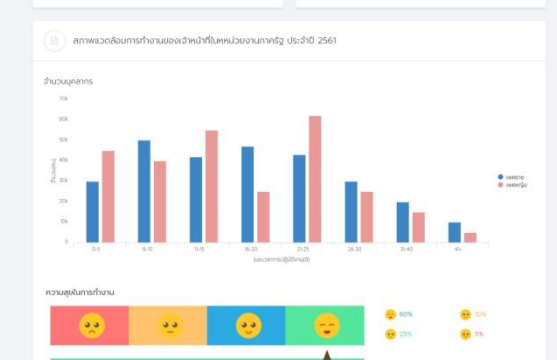 สภาพแวดล้อมการทำงานของเจ้าหน้าที่ในหหน่วยงานภาครัฐ ประจำปี 2561
จำนวนบุคลากร
70k
60k
50k
40k
30k
20k
10k
0
0-5
6-10
11-15
16-20
21-25
26-30
31-40
41+
เพศชาย
เพศหญิง
ความสุขในการทำงาน
60%
10%
25%
5%